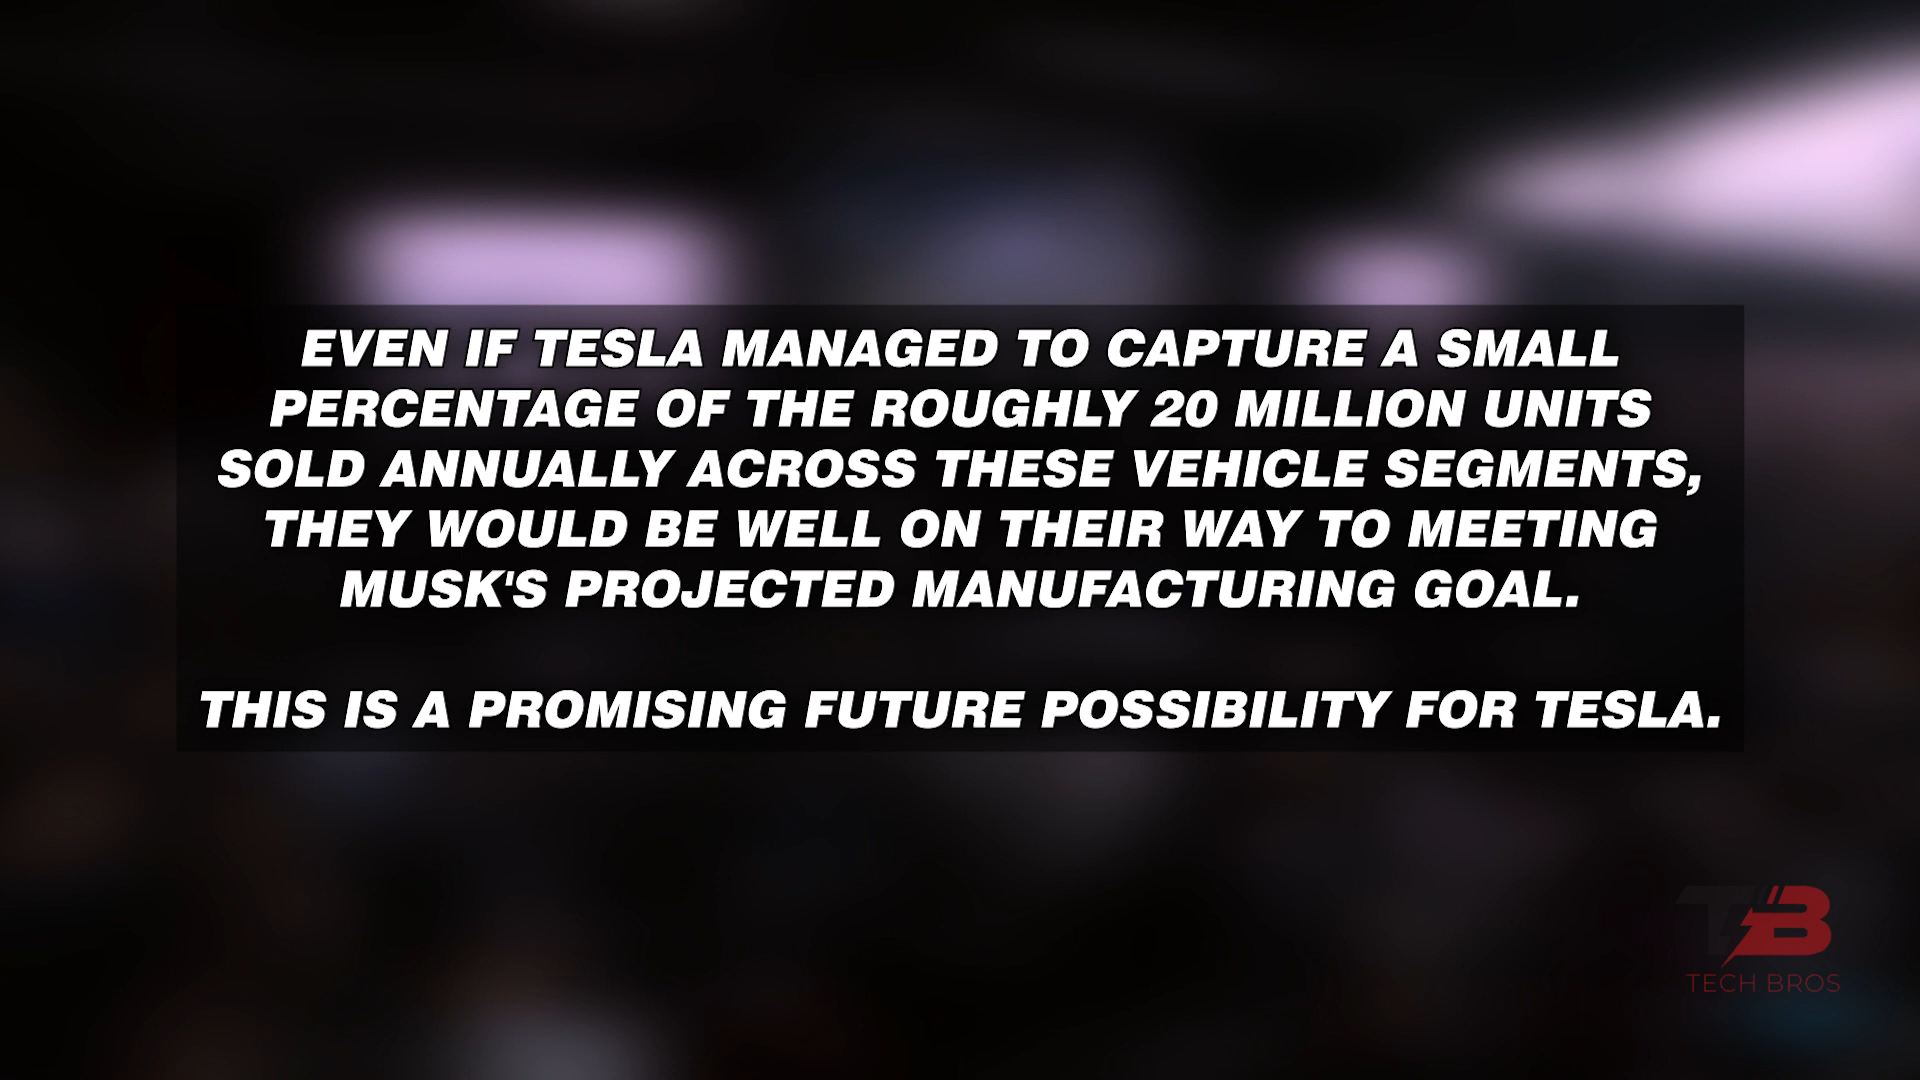 EVEN IF TESLA MANAGED TO CAPTURE A SMALL
PERCENTAGE OF THE ROUGHLY 20 MILLION UNITS
SOLD ANNUALLY ACROSS THESE VEHICLE SEGMENTS,
THEY WOULD BE WELL ON THEIR WAY TO MEETING
MUSK'S PROJECTED MANUFACTURING GOAL.
THIS IS A PROMISING FUTURE POSSIBILITY FOR TESLA.
TB
TECH BROS